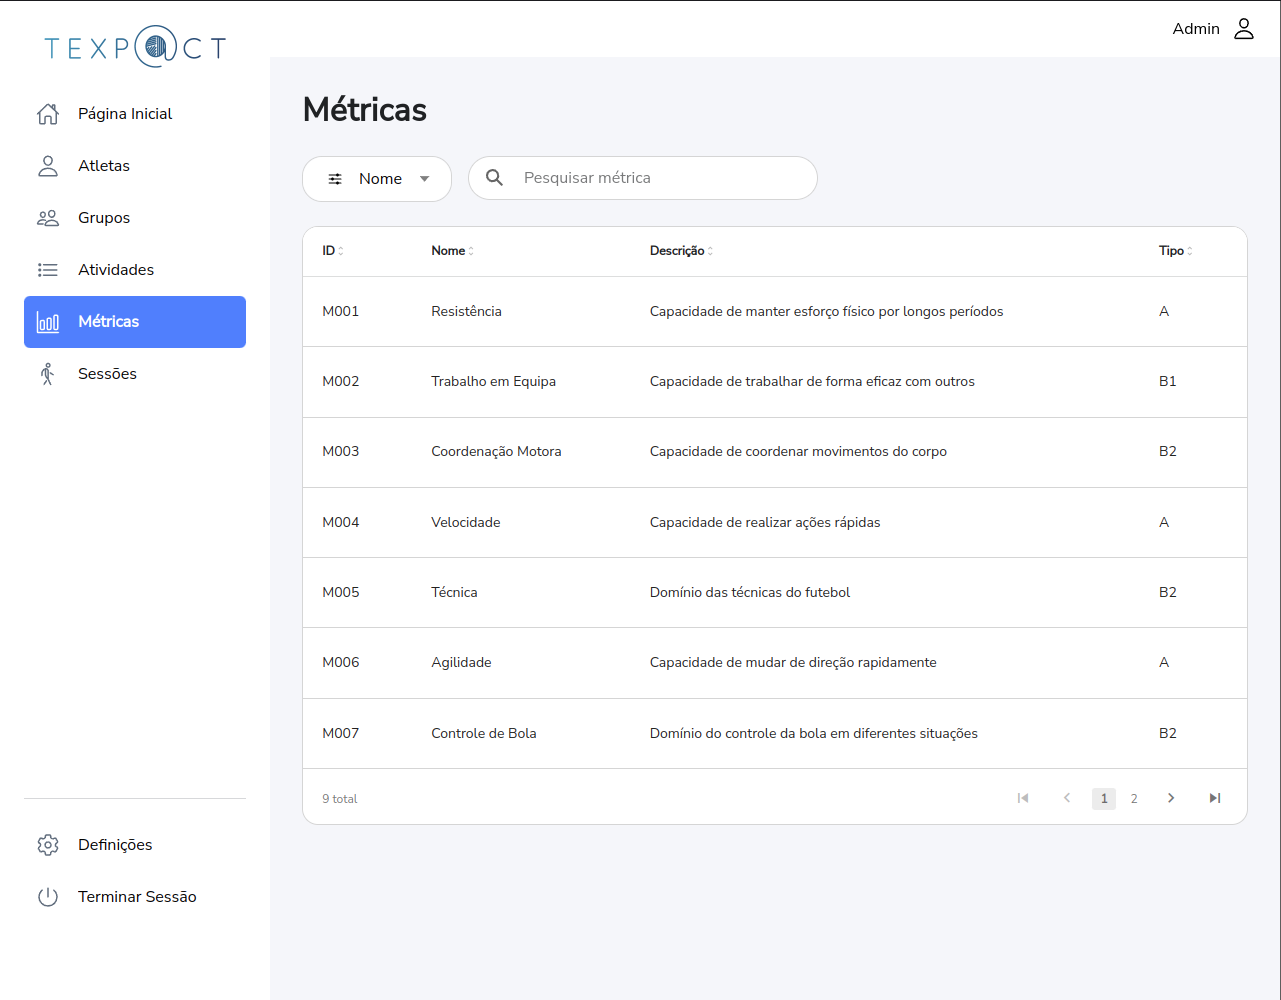 TEXP@CT
Admin
Página Inicial
Atletas
Grupos
Atividades
Métricas
Sessões
Definições
Terminar Sessão
Métricas
Nome
Pesquisar métrica
ID Nome Descrição Tipo
M001 Resistência Capacidade de manter esforço físico por longos períodos A
M002 Trabalho em Equipa Capacidade de trabalhar de forma eficaz com outros B1
M003 Coordenação Motora Capacidade de coordenar movimentos do corpo B2
M004 Velocidade Capacidade de realizar ações rápidas A
M005 Técnica Domínio das técnicas do futebol B2
M006 Agilidade Capacidade de mudar de direção rapidamente A
M007 Controle de Bola Domínio do controle da bola em diferentes situações B2
9 total 1 2